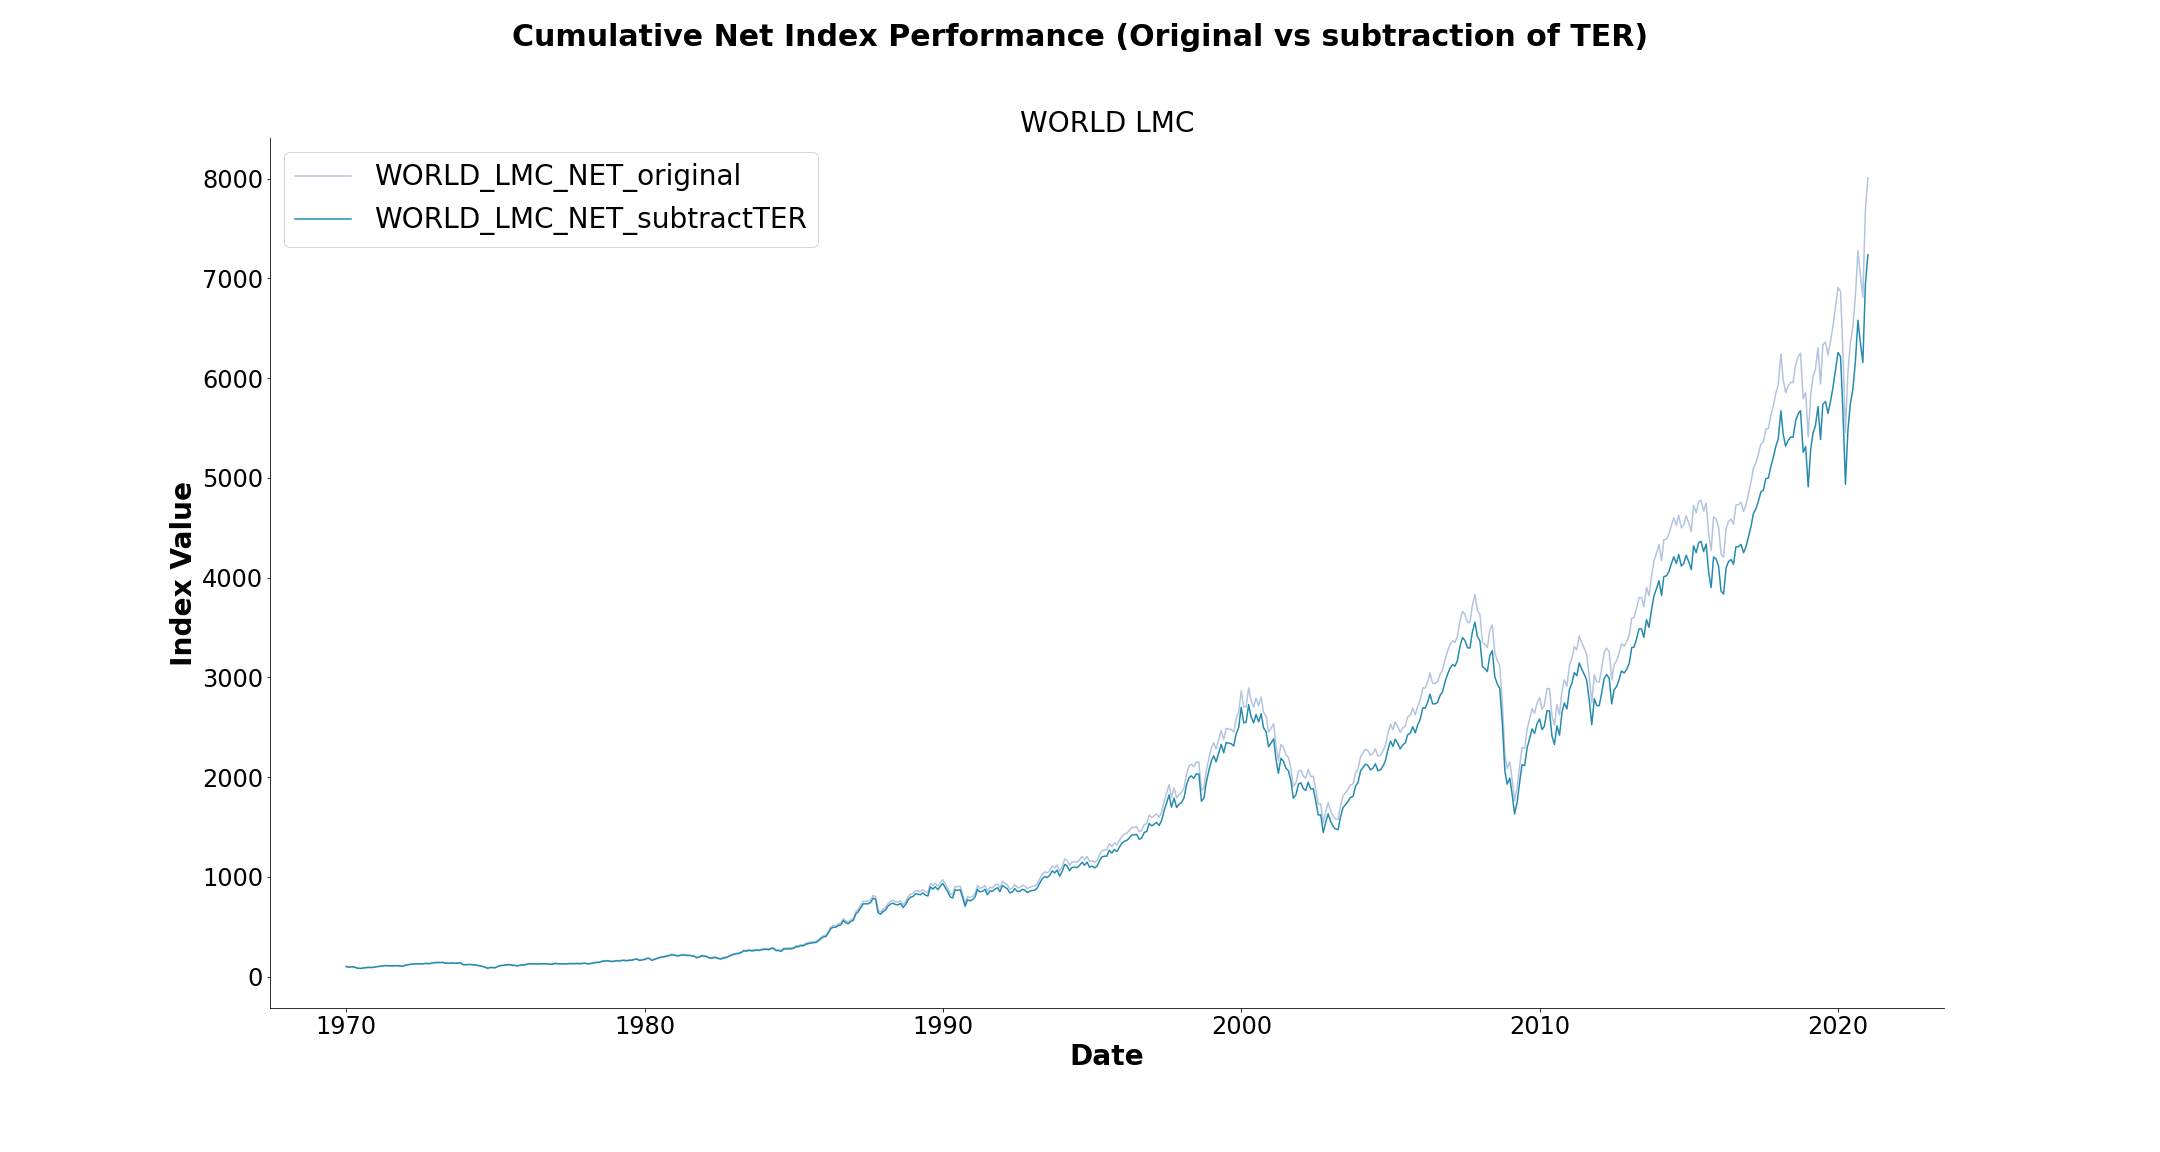 Cumulative Net Index Performance (Original vs subtraction of TER)
WORLD LMC
WORLD_LMC_NET_original
WORLD_LMC_NET_subtractTER
8000
7000
6000
5000
4000
3000
2000
1000
0
Index Value
1970 1980 1990 2000 2010 2020
Date